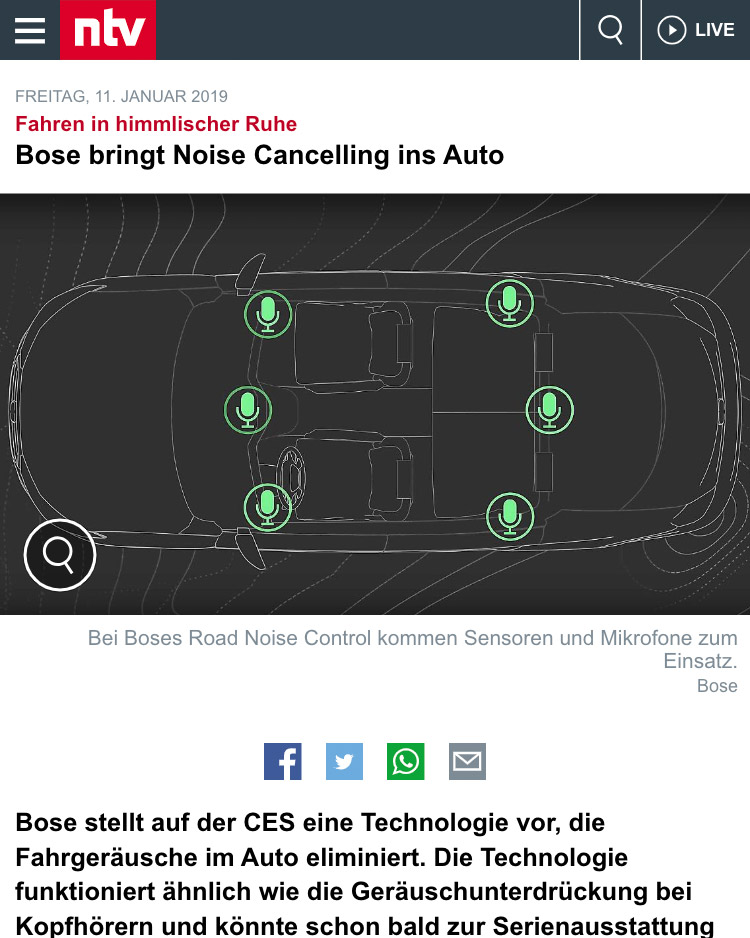 ntv
LIVE
FREITAG, 11. JANUAR 2019
Fahren in himmlischer Ruhe
Bose bringt Noise Cancelling ins Auto
Bei Boses Road Noise Control kommen Sensoren und Mikrofone zum
Einsatz.
Bose
Bose stellt auf der CES eine Technologie vor, die
Fahrgeräusche im Auto eliminiert. Die Technologie
funktioniert ähnlich wie die Geräuschunterdrückung bei
Kopfhörern und könnte schon bald zur Serienausstattung